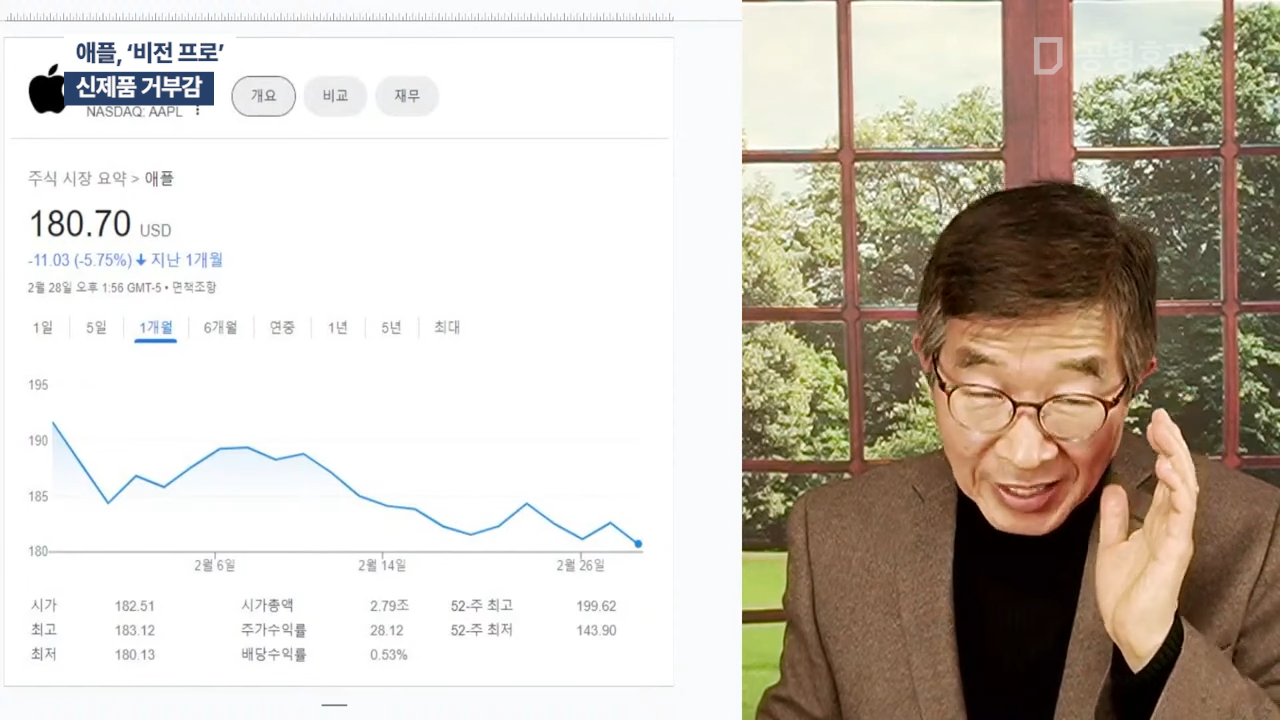 애플, ‘비전 프로’
신제품 거부감
NASDAQ: AAPL
개요
비교
재무
주식 시장 요약 > 애플
180.70 USD
-11.03 (-5.75%) 지난 1개월
2월 28일 오후 1:56 GMT-5 • 면책조항
1일 5일 1개월 6개월 연중 1년 5년 최대
195
190
185
180
2월 6일 2월 14일 2월 26일
시가 182.51 시가총액 2.79조 52-주 최고 199.62
최고 183.12 주가수익률 28.12 52-주 최저 143.90
최저 180.13 배당수익률 0.53%
공병호